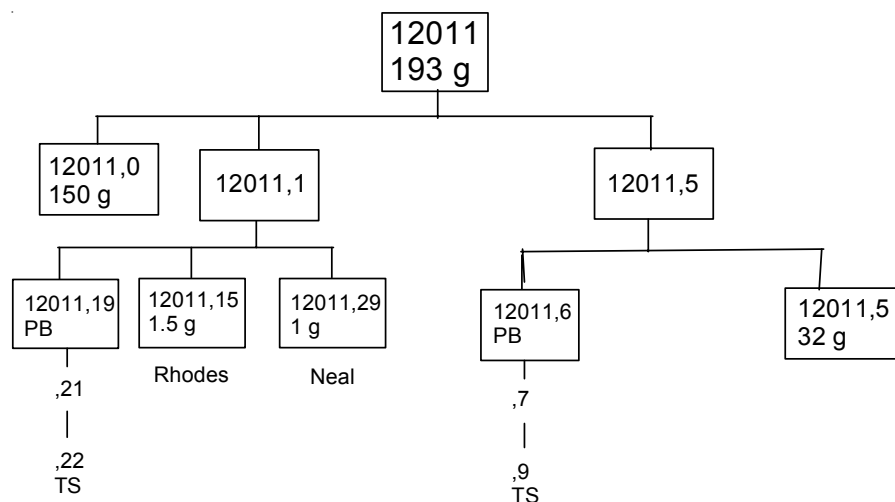 12011
193 g
12011,0
150 g
12011,1
12011,5
12011,19
PB
12011,15
1.5 g
12011,29
1 g
12011,6
PB
12011,5
32 g
Rhodes
Neal
,21
,7
,22
TS
,9
TS